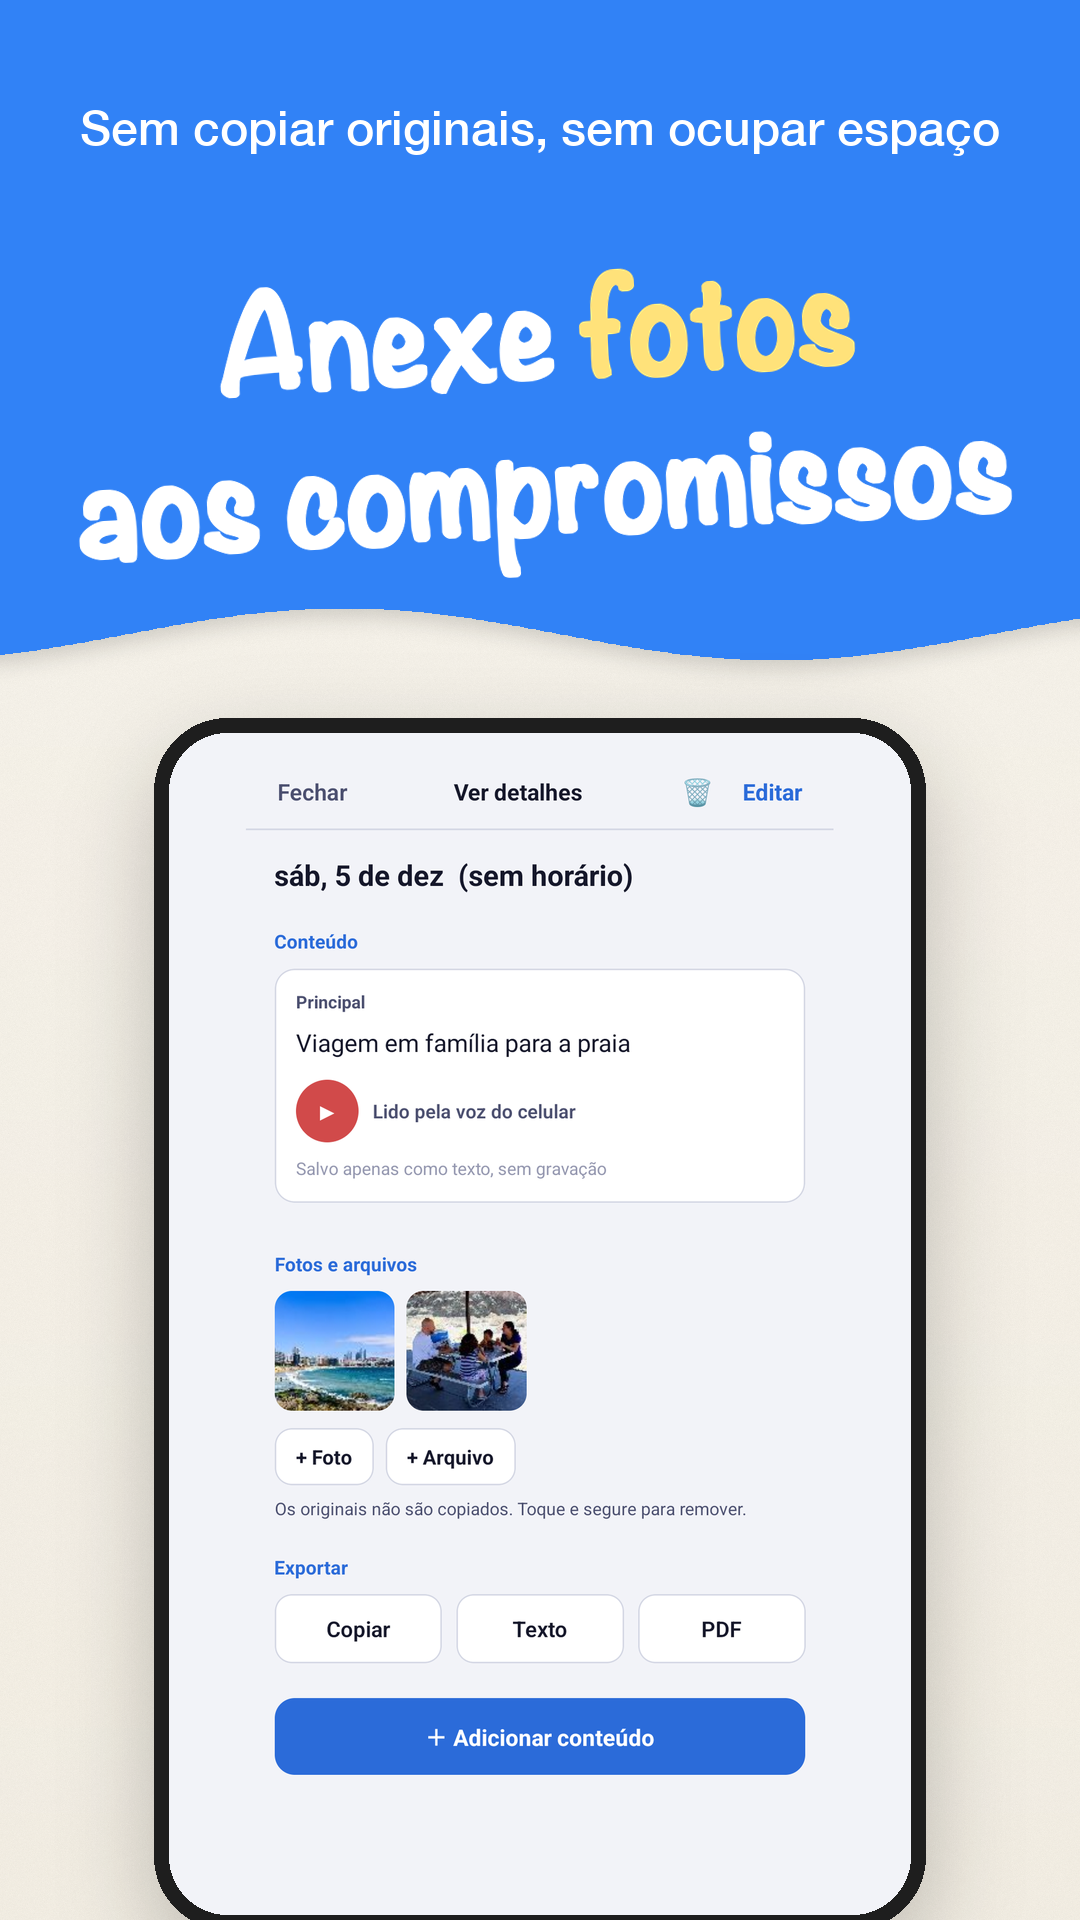 Sem copiar originais, sem ocupar espaço
Anexe fotos
aos compromissos
Fechar
Ver detalhes
Editar
sáb, 5 de dez (sem horário)
Conteúdo
Principal
Viagem em família para a praia
Lido pela voz do celular
Salvo apenas como texto, sem gravação
Fotos e arquivos
+ Foto
+ Arquivo
Os originais não são copiados. Toque e segure para remover.
Exportar
Copiar
Texto
PDF
+ Adicionar conteúdo